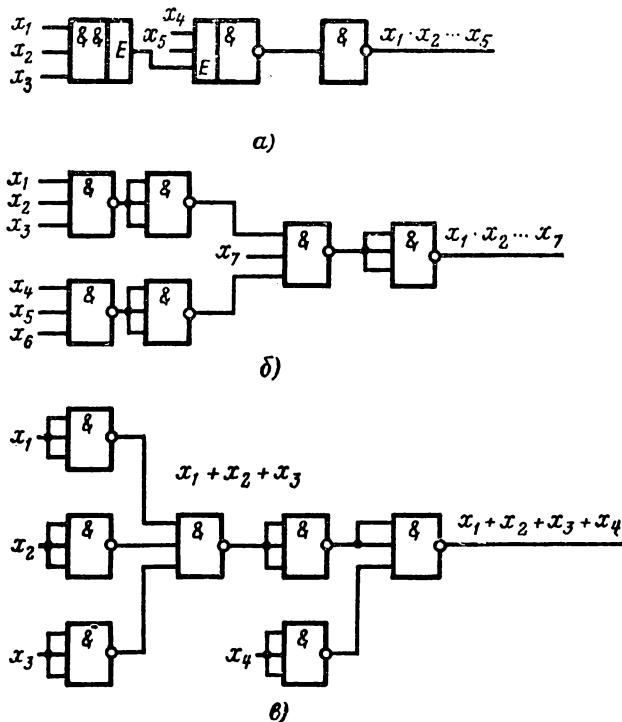 x₁
x₂
x₃
&&
E
x₄
x₅
E
&
&
x₁·x₂···x₅
а)
x₁
x₂
x₃
&
&
x₇
&
&
x₁·x₂···x₇
x₄
x₅
x₆
&
&
б)
x₁
&
x₁+x₂+x₃
x₂
&
&
&
&
x₁+x₂+x₃+x₄
x₃
&
x₄
&
в)